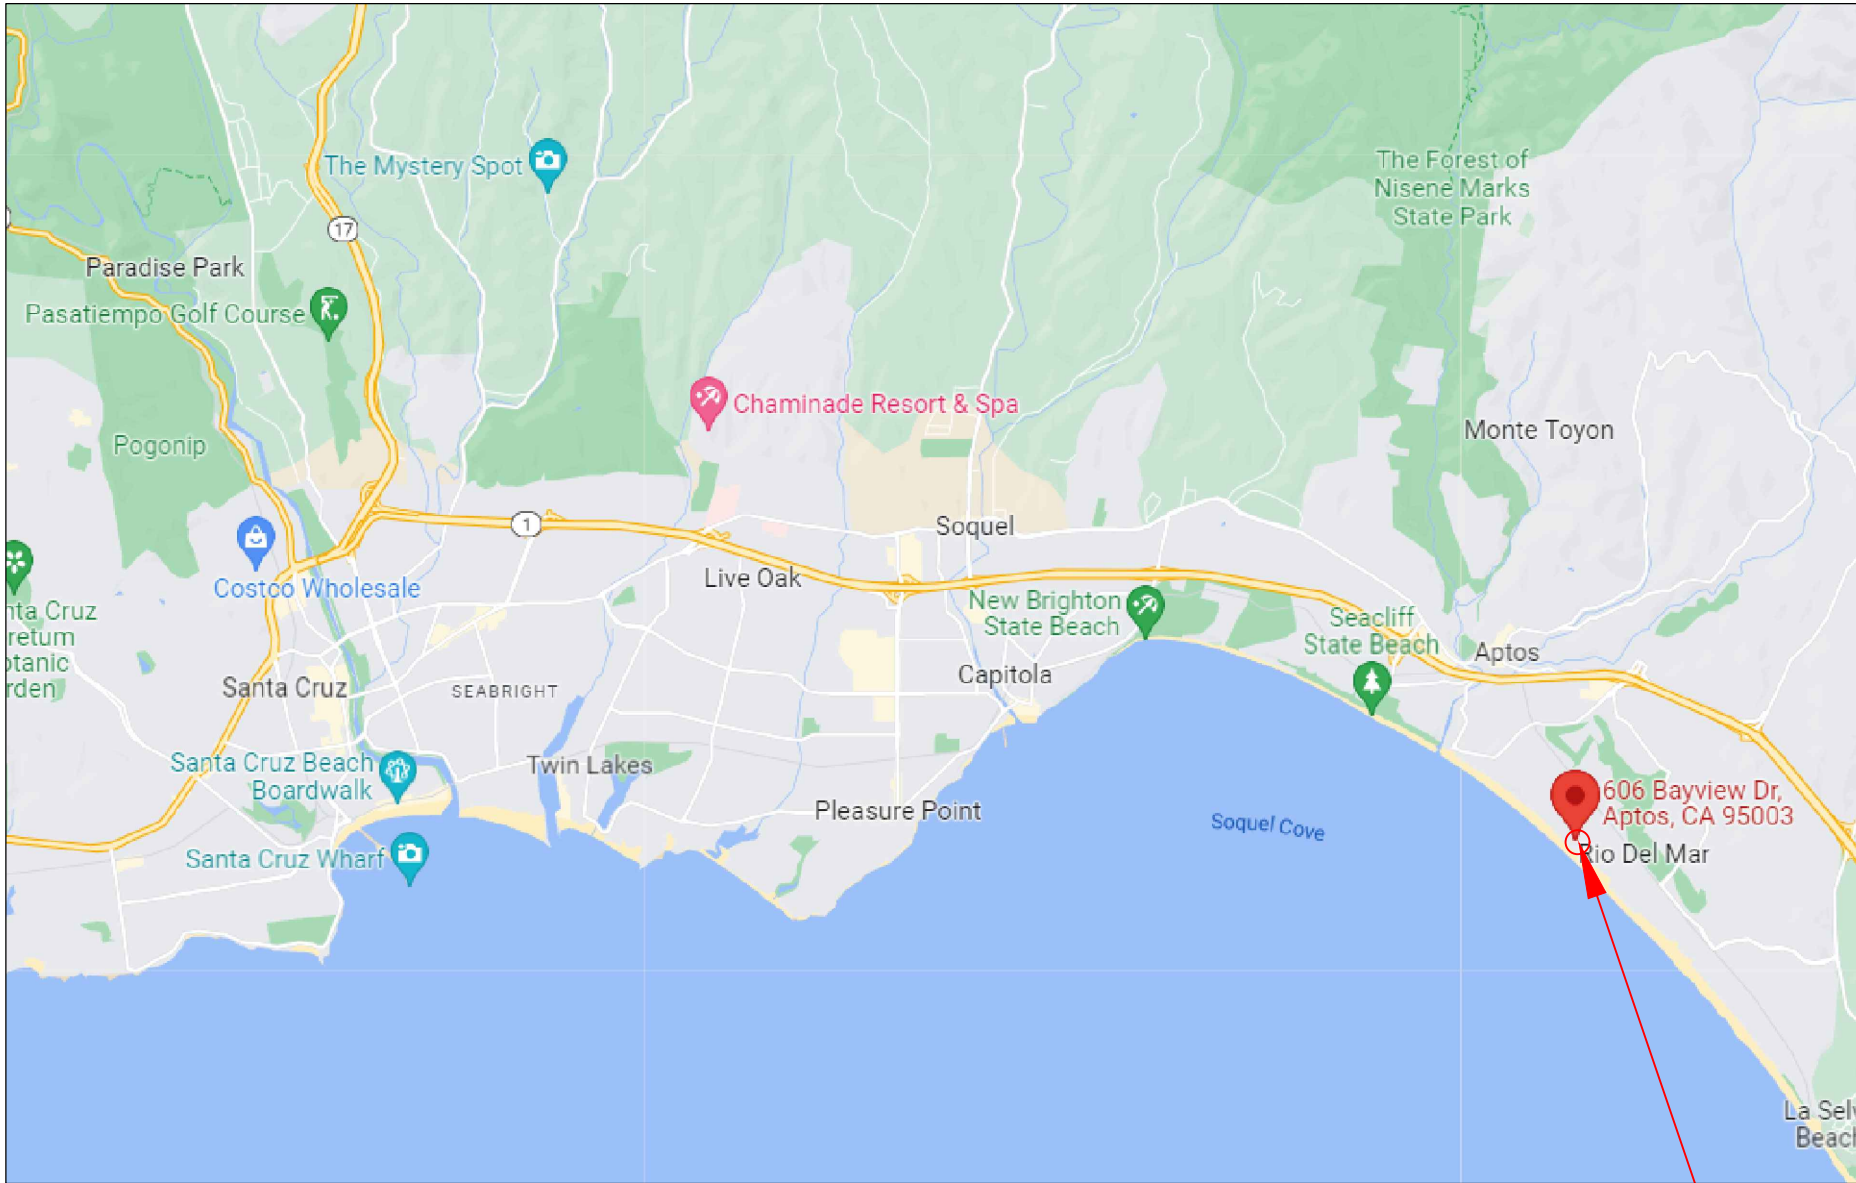 The Mystery Spot
The Forest of
Nisene Marks
State Park
17
Paradise Park
Pasatiempo Golf Course
Chaminade Resort & Spa
Monte Toyon
Pogonip
1
Soquel
Costco Wholesale
Live Oak
New Brighton
State Beach
Seacliff
State Beach
nta Cruz
retum
otanic
rden
Aptos
Capitola
Santa Cruz
SEABRIGHT
Santa Cruz Beach
Boardwalk
Twin Lakes
Pleasure Point
Soquel Cove
606 Bayview Dr,
Aptos, CA 95003
Rio Del Mar
Santa Cruz Wharf
La Selv
Beach